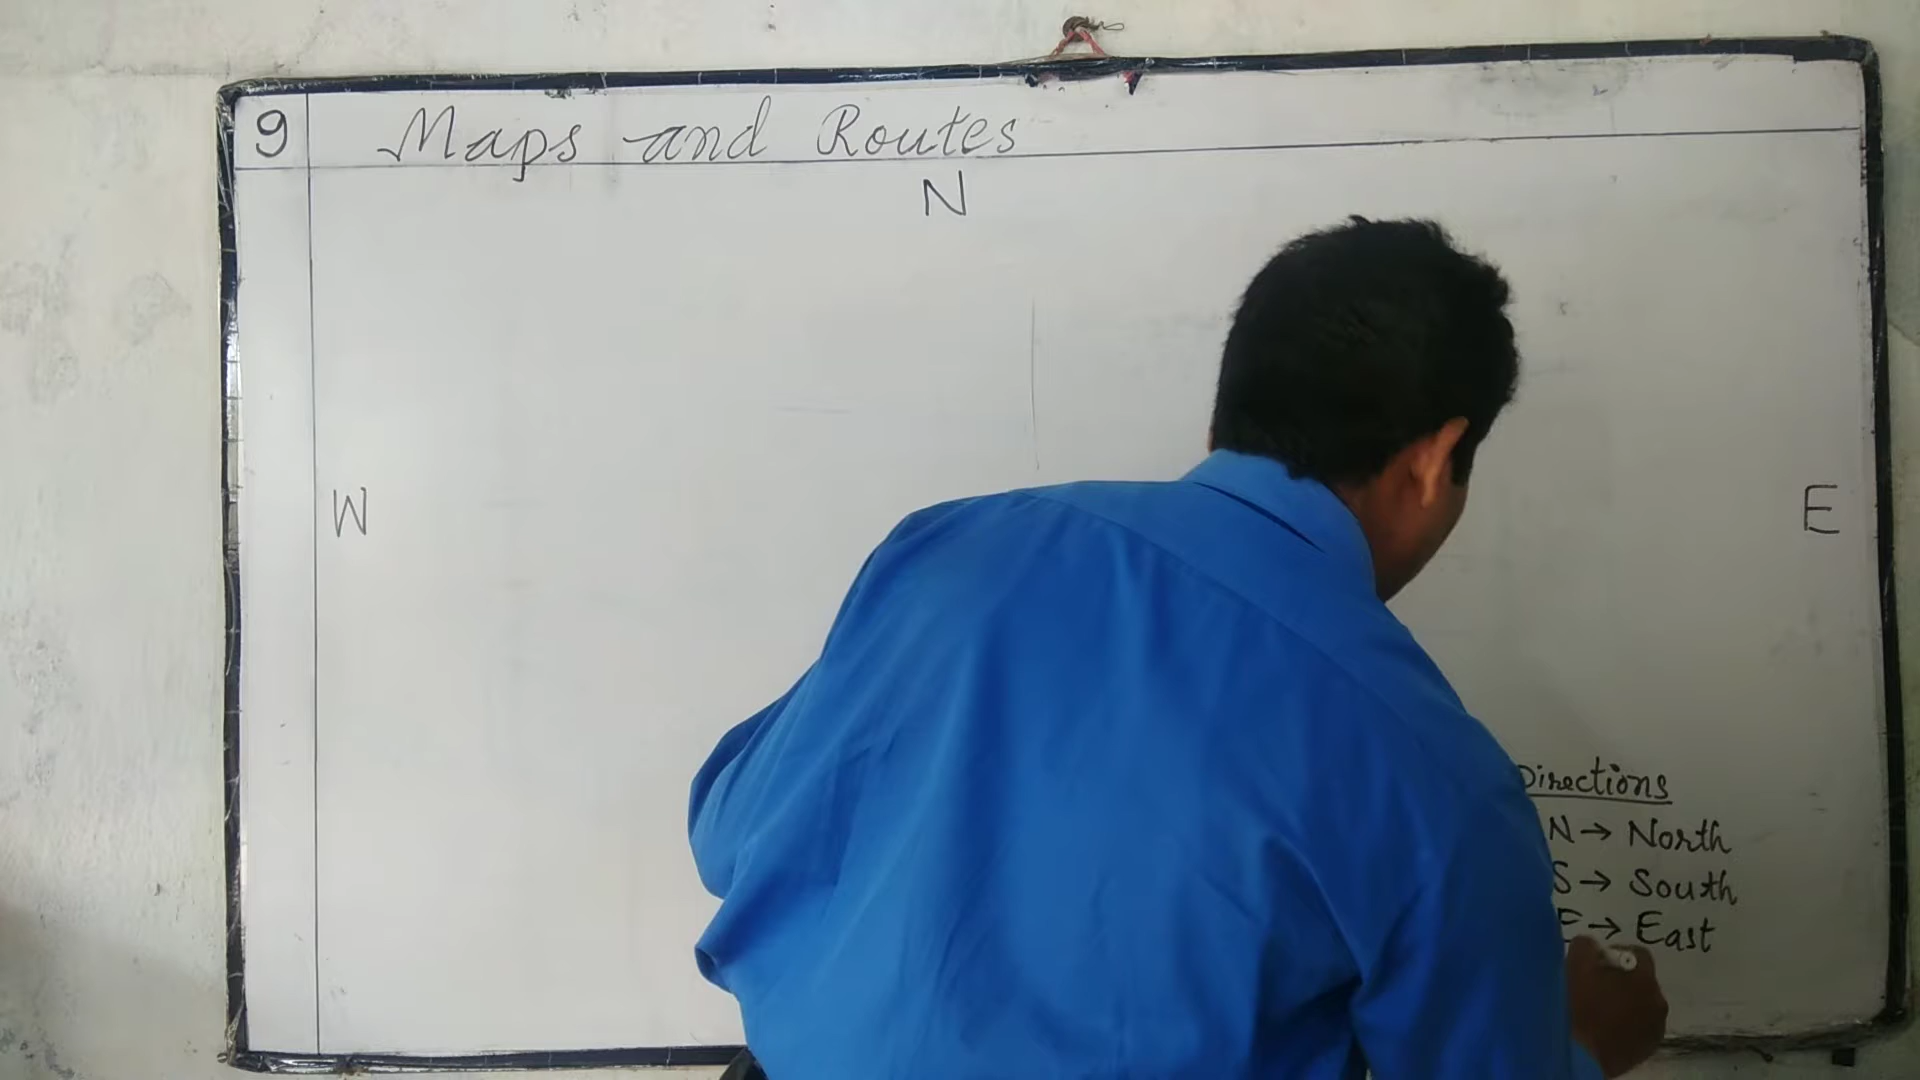 9 Maps and Routes
N
W
E
Directions
N → North
S → South
E → East